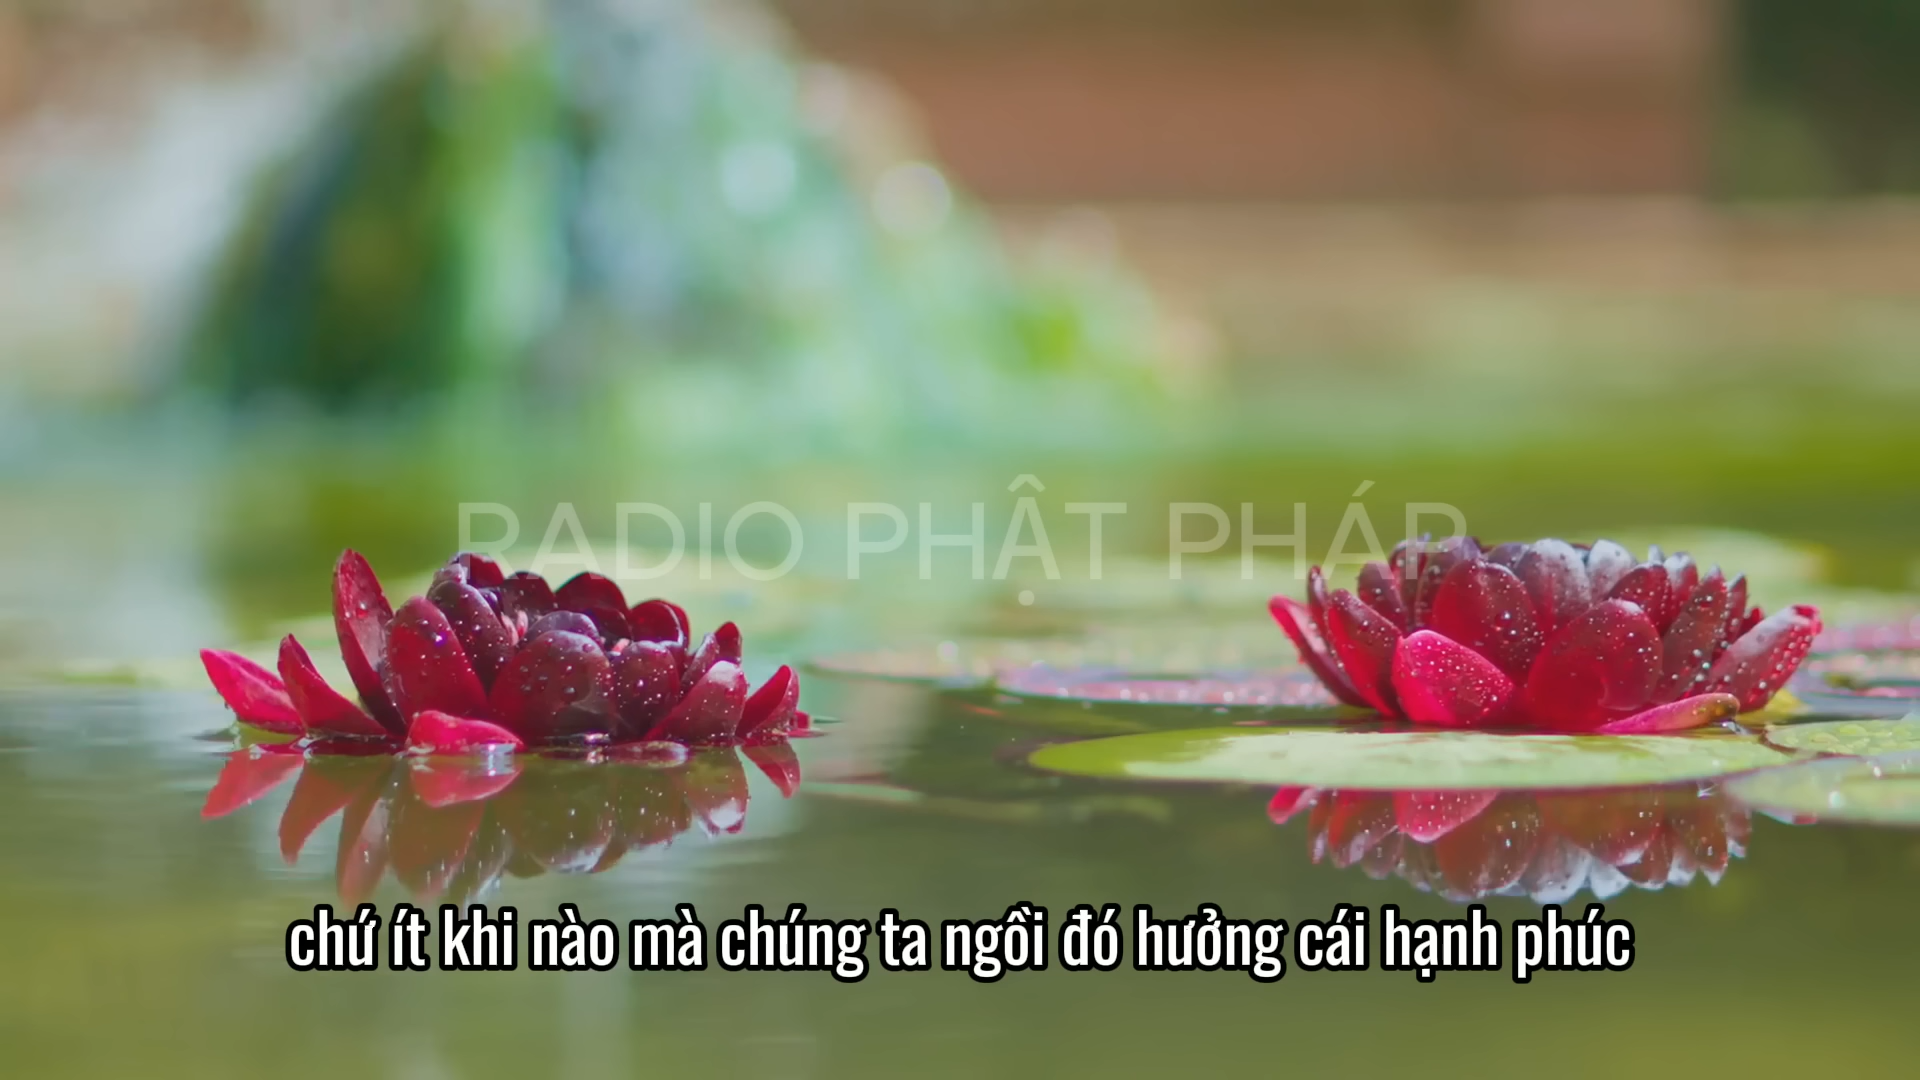 RADIO PHẬT PHÁP
chứ ít khi nào mà chúng ta ngồi đó hưởng cái hạnh phúc